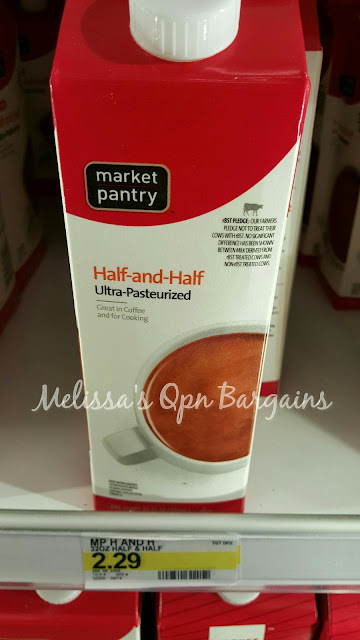 market
pantry
rBST PLEDGE: OUR FARMERS
PLEDGE NOT TO TREAT THEIR
COWS WITH rBST. NO SIGNIFICANT
DIFFERENCE HAS BEEN SHOWN
BETWEEN MILK DERIVED FROM
rBST TREATED COWS AND
NON-rBST TREATED COWS.
Half-and-Half
Ultra-Pasteurized
Great in Coffee
and for Cooking
Melissa's Qpn Bargains
MP H AND H
32OZ HALF & HALF
2.29